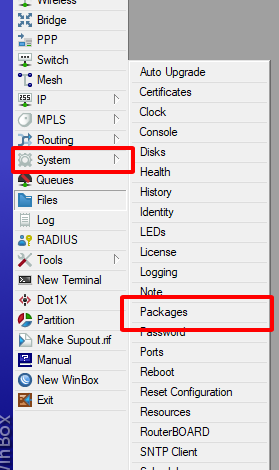 Wireless
Bridge
PPP
Switch
Mesh
IP
MPLS
Routing
System
Queues
Files
Log
RADIUS
Tools
New Terminal
Dot1X
Partition
Make Supout.rif
Manual
New WinBox
Exit
Auto Upgrade
Certificates
Clock
Console
Disks
Health
History
Identity
LEDs
License
Logging
Note
Packages
Password
Ports
Reboot
Reset Configuration
Resources
RouterBOARD
SNTP Client
WinBox